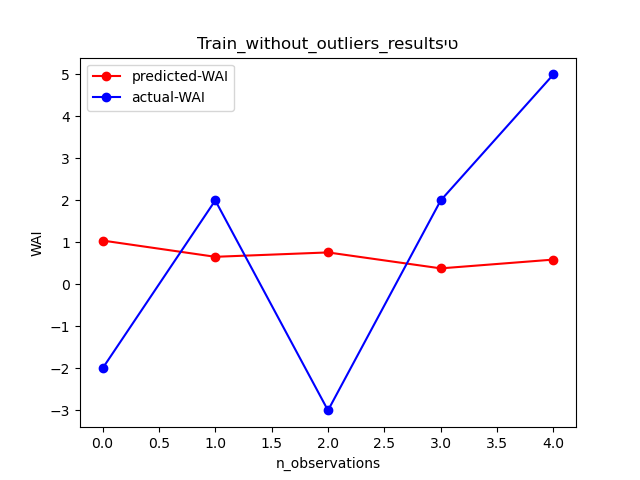 Train_without_outliers_resultsטיי
predicted-WAI
actual-WAI
5
4
3
2
1
0
−1
−2
−3
WAI
0.0 0.5 1.0 1.5 2.0 2.5 3.0 3.5 4.0
n_observations